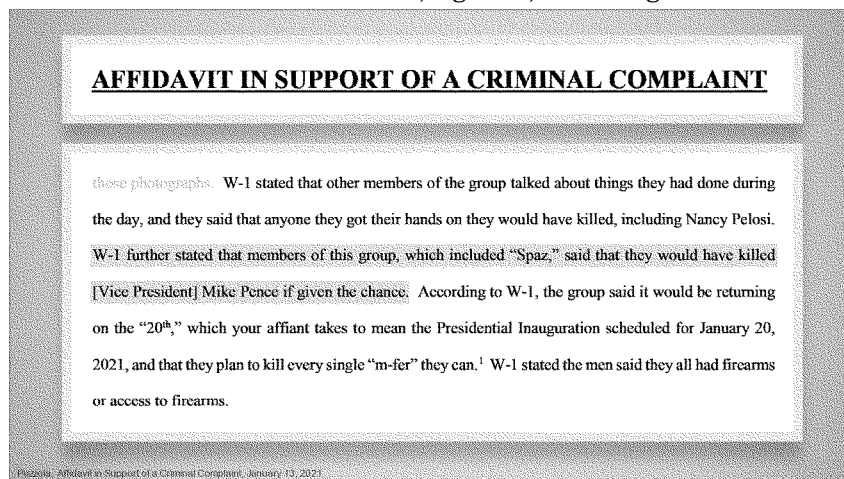 AFFIDAVIT IN SUPPORT OF A CRIMINAL COMPLAINT
those photographs. W-1 stated that other members of the group talked about things they had done during
the day, and they said that anyone they got their hands on they would have killed, including Nancy Pelosi.
W-1 further stated that members of this group, which included “Spaz,” said that they would have killed
[Vice President] Mike Pence if given the chance. According to W-1, the group said it would be returning
on the “20th,” which your affiant takes to mean the Presidential Inauguration scheduled for January 20,
2021, and that they plan to kill every single “m-fer” they can.1 W-1 stated the men said they all had firearms
or access to firearms.
Pezzola, Affidavit in Support of a Criminal Complaint, January 13, 2021